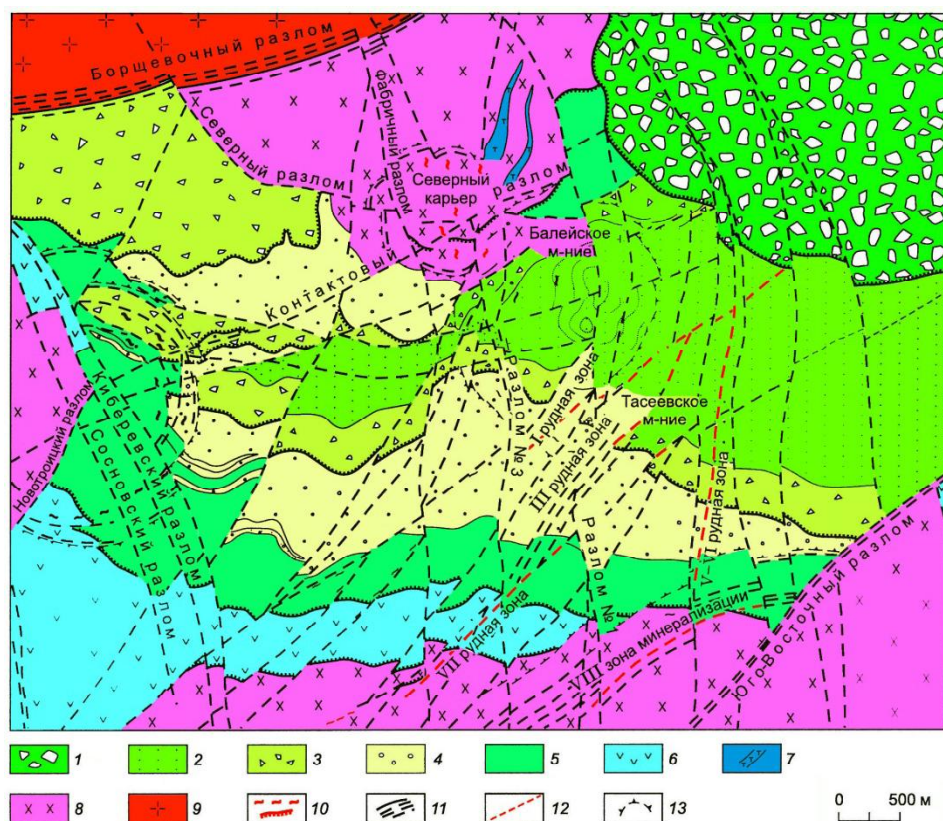 Борщевочный разлом
Фабричный разлом
Северный разлом
Северный
карьер
Контактовый разлом
Балейское
м-ние
Новотроицкий разлом
Киберевский разлом
Сосновский разлом
Разлом №3
I рудная зона
III рудная зона
Тасеевское
м-ние
V-VI рудная зона
Разлом №
VII рудная зона
VIII зона минерализации
Юго-Восточный разлом
1 2 3 4 5 6 7
8 9 10 11 12 13
0 500 м